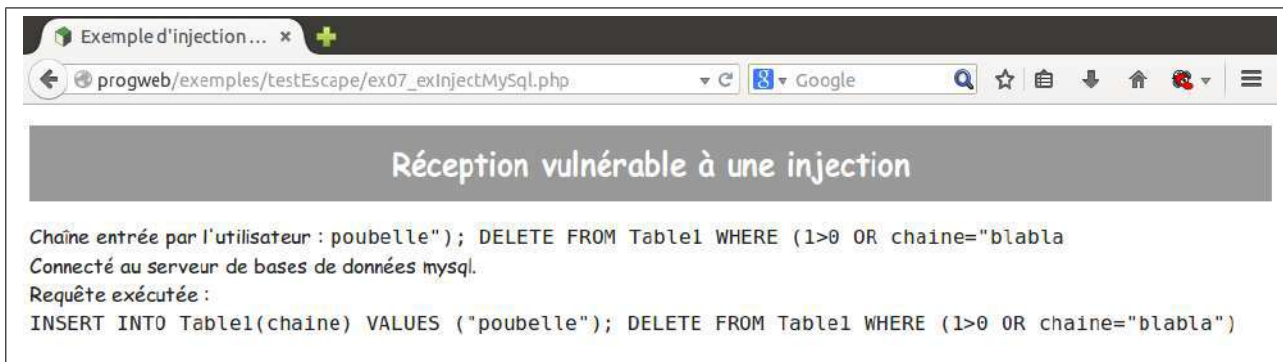 Exemple d'injection ...
progweb/exemples/testEscape/ex07_exInjectMySql.php
Google
Réception vulnérable à une injection
Chaîne entrée par l'utilisateur : poubelle"); DELETE FROM Table1 WHERE (1>0 OR chaine="blabla
Connecté au serveur de bases de données mysql.
Requête exécutée :
INSERT INTO Table1(chaine) VALUES ("poubelle"); DELETE FROM Table1 WHERE (1>0 OR chaine="blabla")